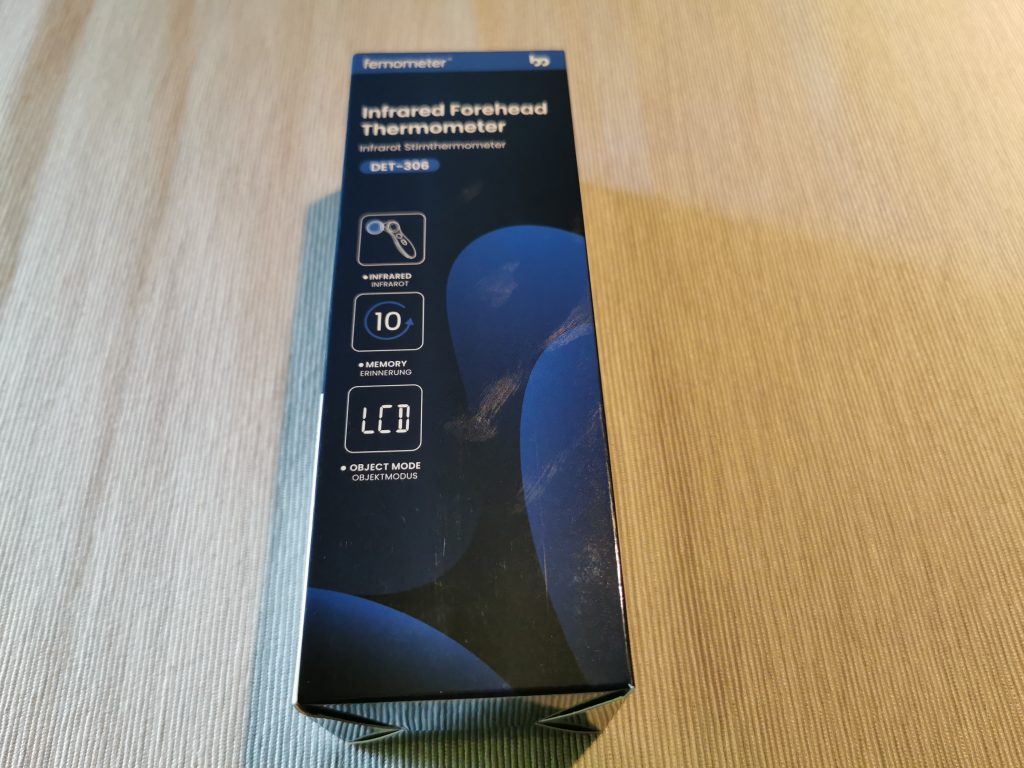 femometer
Infrared Forehead
Thermometer
Infrarot Stirnthermometer
DET-306
INFRARED
INFRAROT
10
MEMORY
ERINNERUNG
LCD
OBJECT MODE
OBJEKTMODUS